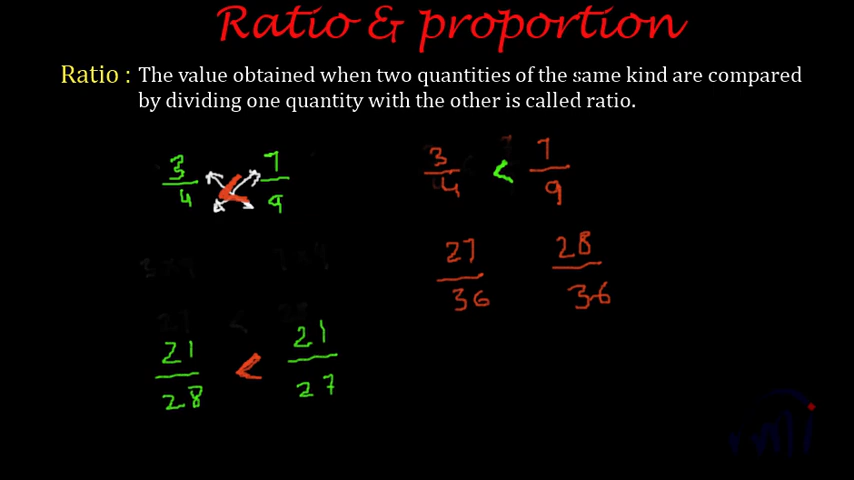 Ratio & proportion
Ratio : The value obtained when two quantities of the same kind are compared
by dividing one quantity with the other is called ratio.
3/4 < 7/9
21/28 < 21/27
3/4 < 7/9
27/36 28/36